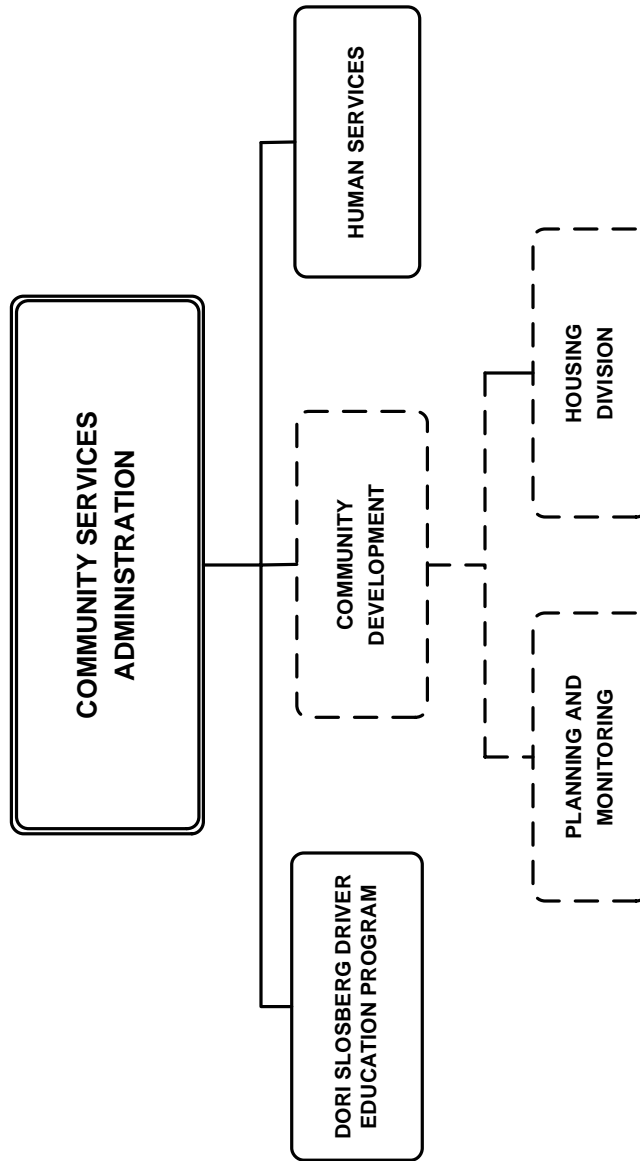 COMMUNITY SERVICES
ADMINISTRATION
DORI SLOSBERG DRIVER
EDUCATION PROGRAM
COMMUNITY
DEVELOPMENT
HUMAN SERVICES
PLANNING AND
MONITORING
HOUSING
DIVISION